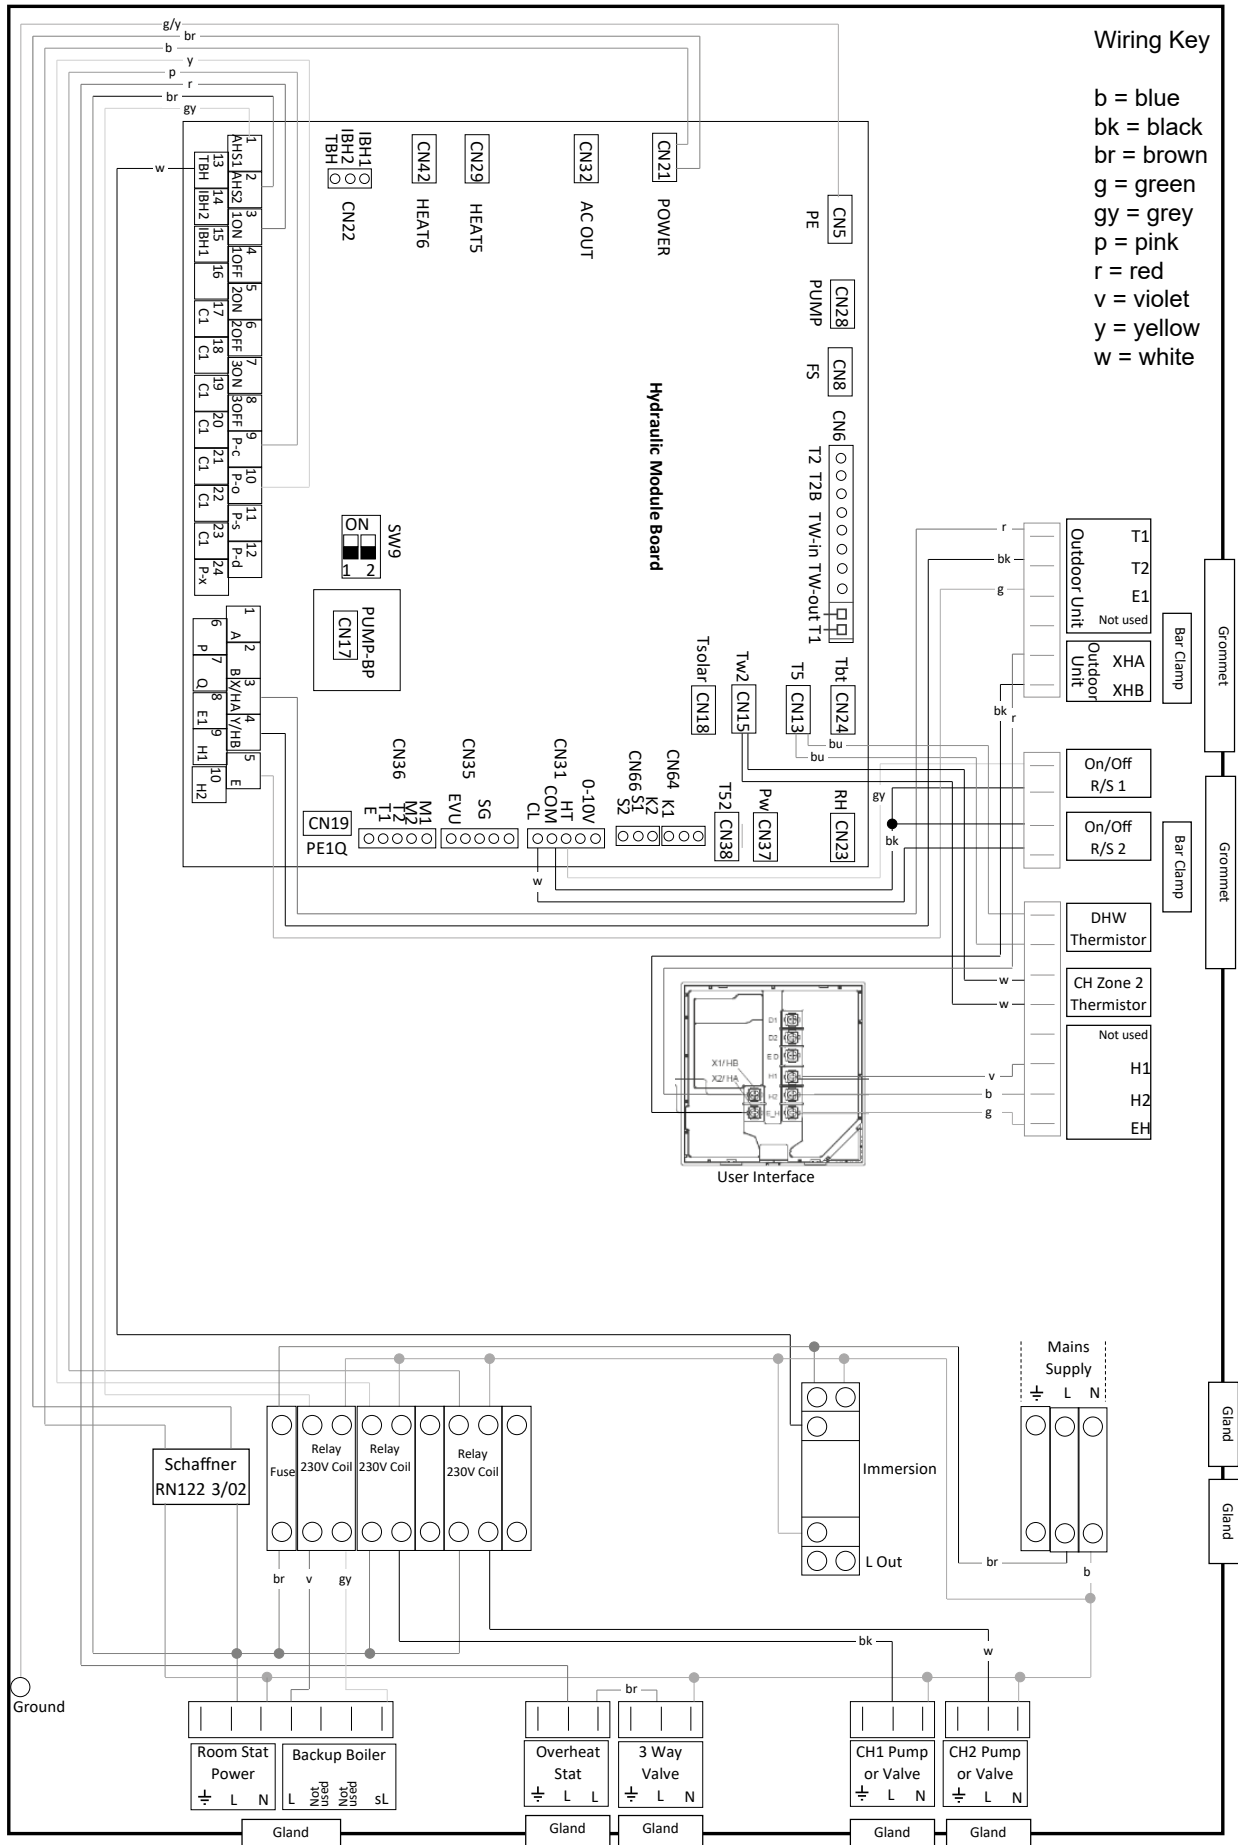 g/y
br
b
y
p
r
br
gy
w
Wiring Key
b = blue
bk = black
br = brown
g = green
gy = grey
p = pink
r = red
v = violet
y = yellow
w = white
1
AHS1
2
AHS2
3
1ON
4
1OFF
5
2ON
6
2OFF
7
3ON
8
3OFF
9
P-c
10
P-o
11
P-s
12
P-d
13
TBH
14
IBH2
15
IBH1
16
17
C1
18
C1
19
C1
20
C1
21
C1
22
C1
23
C1
24
P-x
IBH1
IBH2
TBH
CN22
CN42
HEAT6
CN29
HEAT5
CN32
AC OUT
CN21
POWER
CN5
PE
CN28
PUMP
CN8
FS
CN6
T2 T2B TW-in TW-out T1
Hydraulic Module Board
ON
1 2
SW9
PUMP-BP
CN17
1
A
2
B
3
X/HA
4
Y/HB
5
E
6
P
7
Q
8
E1
9
H1
10
H2
CN19
PE1Q
CN36
M1
M2
T2
T1
E
CN35
SG
EVU
CN31
0-10V
HT
COM
CL
CN66
K2
S1
S2
CN64
K1
Tsolar
CN18
Tw2
CN15
T5
CN13
Tbt
CN24
T52
CN38
Pw
CN37
RH
CN23
bu
bu
w
gy
bk
r
bk
g
bk
r
w
w
Outdoor Unit
T1
T2
E1
Not used
Outdoor
Unit
XHA
XHB
Bar Clamp
Grommet
On/Off
R/S 1
On/Off
R/S 2
Bar Clamp
Grommet
DHW
Thermistor
CH Zone 2
Thermistor
Not used
H1
H2
EH
v
b
g
D1
D2
E D
H1
H2
E_H
X1/HB
X2/HA
User Interface
Mains
Supply
L N
Gland
Gland
Schaffner
RN122 3/02
Fuse
Relay
230V Coil
Relay
230V Coil
Relay
230V Coil
Immersion
L Out
br
b
br
v
gy
bk
w
br
Ground
Room Stat
Power
L N
Backup Boiler
L
Not
used
Not
used
sL
Overheat
Stat
L L
3 Way
Valve
L N
CH1 Pump
or Valve
L N
CH2 Pump
or Valve
L N
Gland
Gland
Gland
Gland
Gland